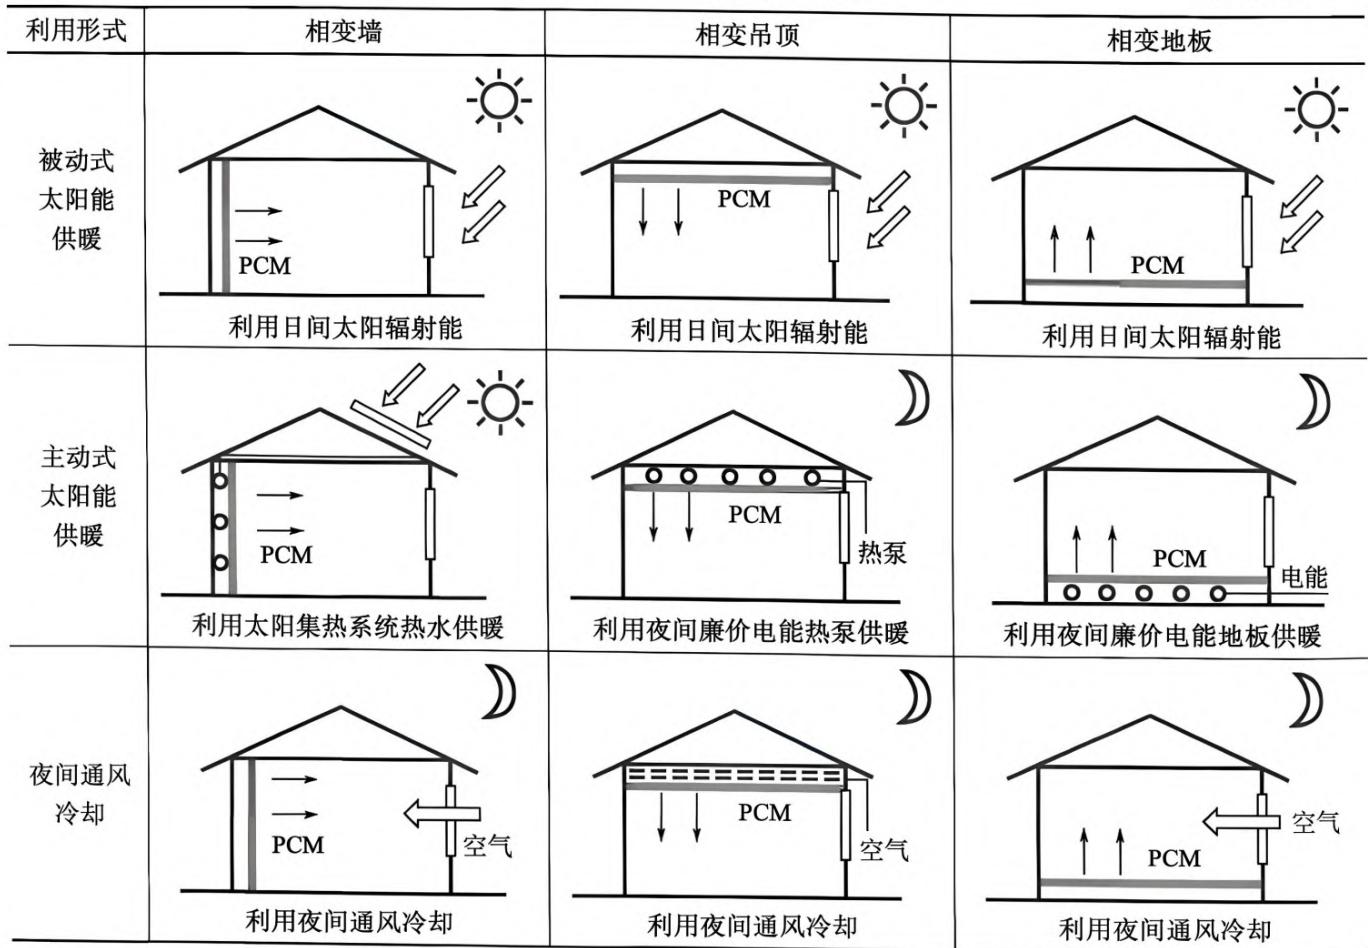 利用形式 相变墙 相变吊顶 相变地板
被动式
太阳能
供暖
PCM
利用日间太阳辐射能
PCM
利用日间太阳辐射能
PCM
利用日间太阳辐射能
主动式
太阳能
供暖
PCM
利用太阳集热系统热水供暖
PCM
热泵
利用夜间廉价电能热泵供暖
PCM
电能
利用夜间廉价电能地板供暖
夜间通风
冷却
PCM
空气
利用夜间通风冷却
PCM
空气
利用夜间通风冷却
空气
PCM
利用夜间通风冷却